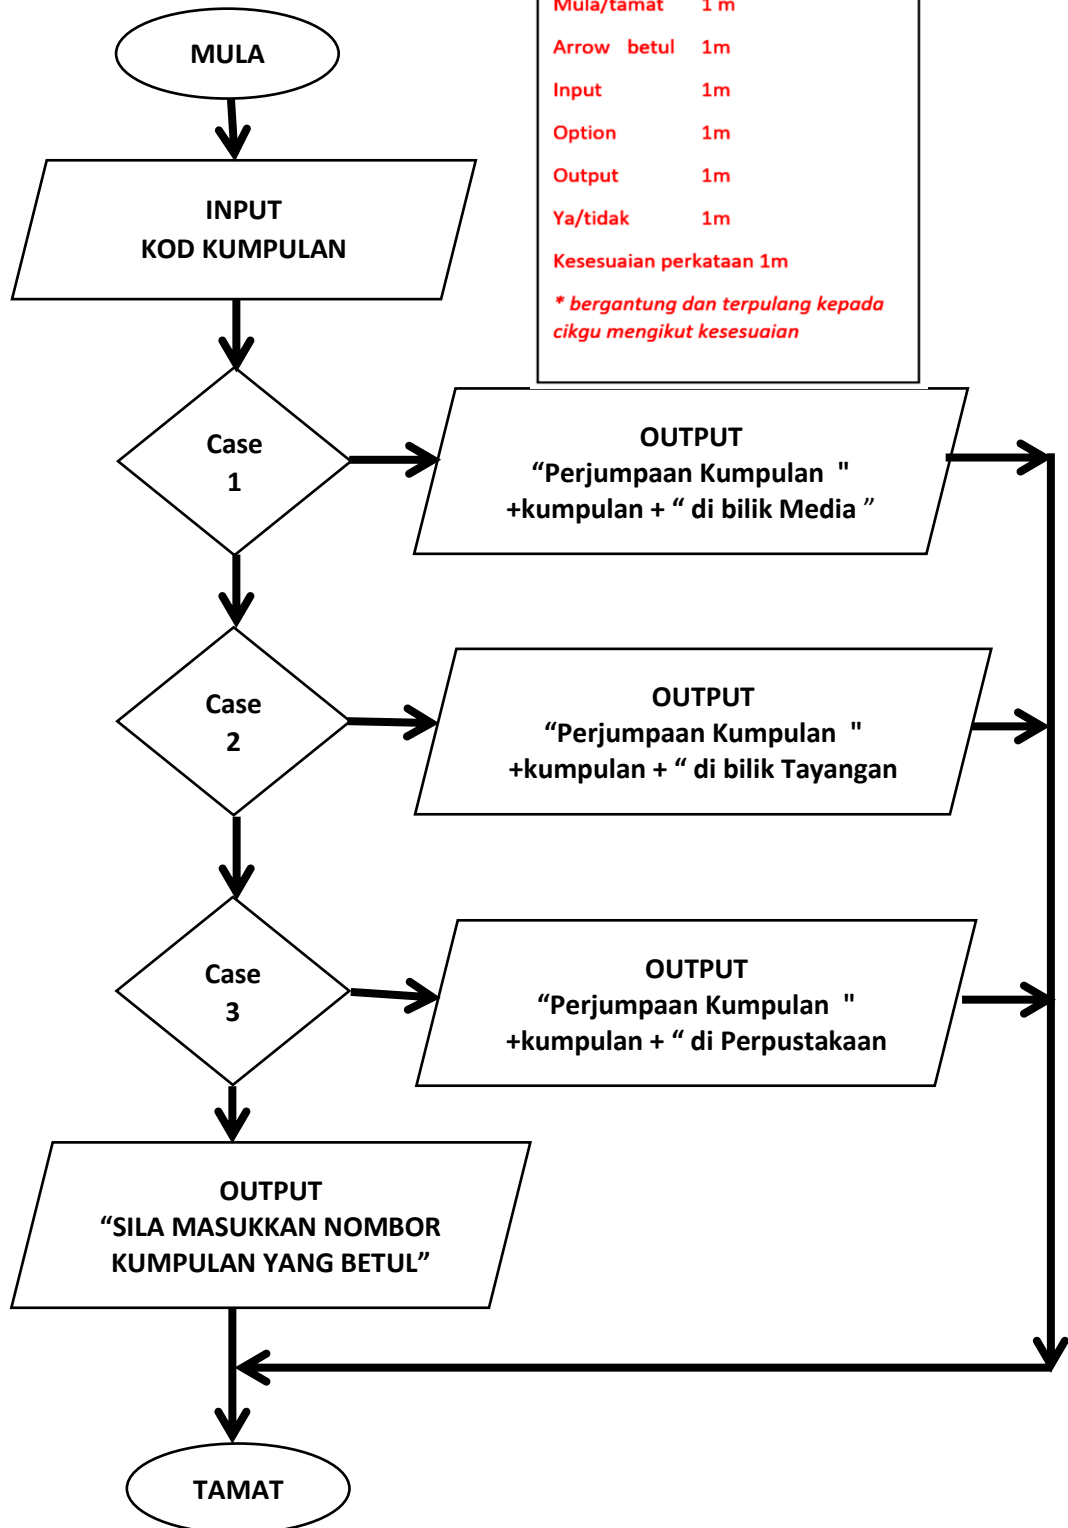 MULA
Mula/tamat 1 m
Arrow betul 1m
Input 1m
Option 1m
Output 1m
Ya/tidak 1m
Kesesuaian perkataan 1m
* bergantung dan terpulang kepada
cikgu mengikut kesesuaian
INPUT
KOD KUMPULAN
Case
1
OUTPUT
“Perjumpaan Kumpulan "
+kumpulan + “ di bilik Media ”
Case
2
OUTPUT
“Perjumpaan Kumpulan "
+kumpulan + “ di bilik Tayangan
Case
3
OUTPUT
“Perjumpaan Kumpulan "
+kumpulan + “ di Perpustakaan
OUTPUT
“SILA MASUKKAN NOMBOR
KUMPULAN YANG BETUL”
TAMAT